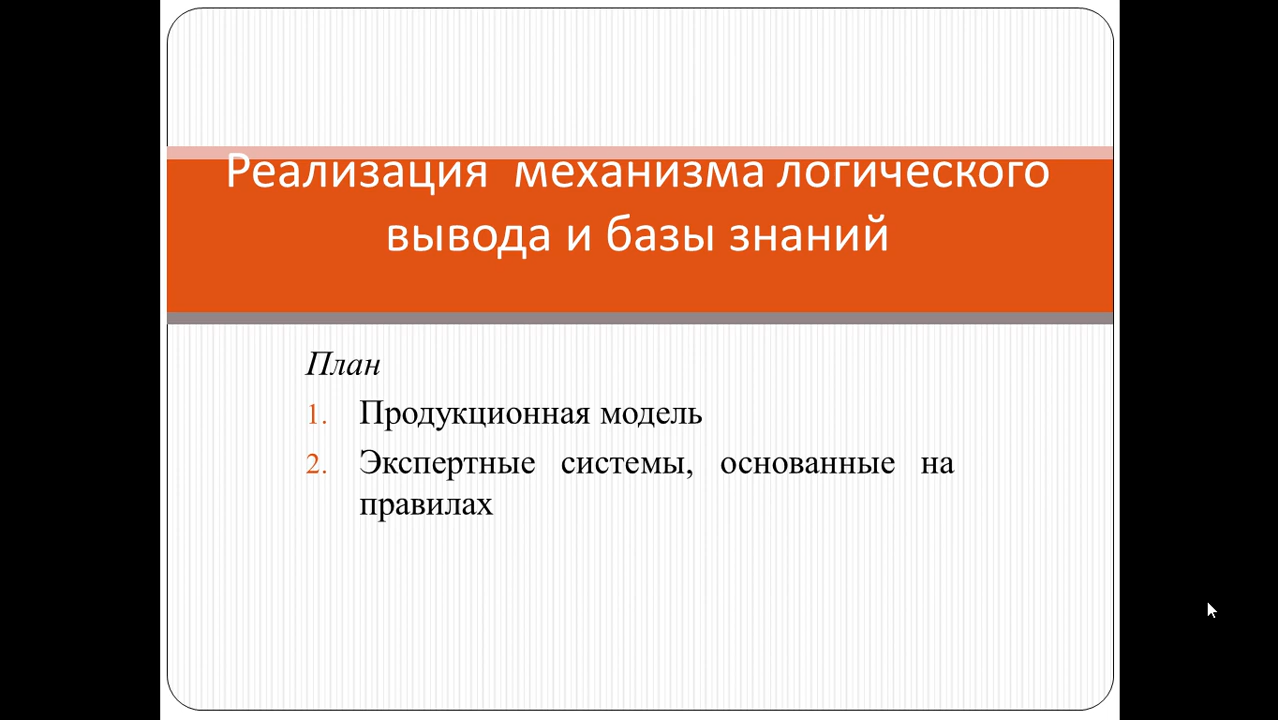 Реализация механизма логического
вывода и базы знаний
План
1. Продукционная модель
2. Экспертные системы, основанные на
правилах